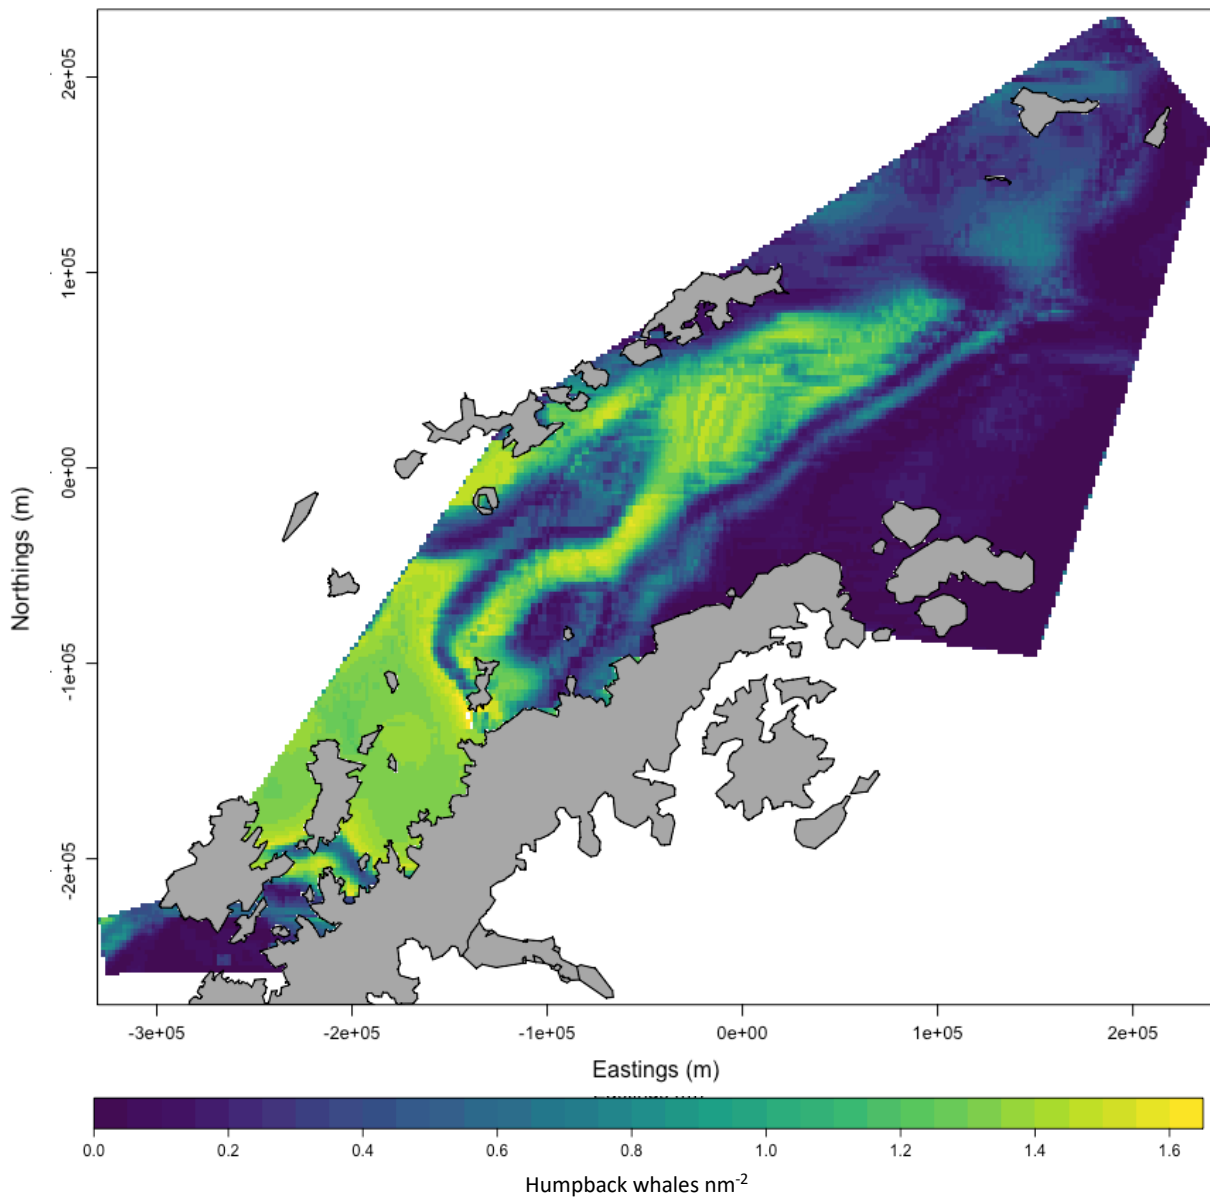 2e+05
1e+05
0e+00
-1e+05
-2e+05
Northings (m)
-3e+05 -2e+05 -1e+05 0e+00 1e+05 2e+05
Eastings (m)
0.0 0.2 0.4 0.6 0.8 1.0 1.2 1.4 1.6
Humpback whales nm⁻²